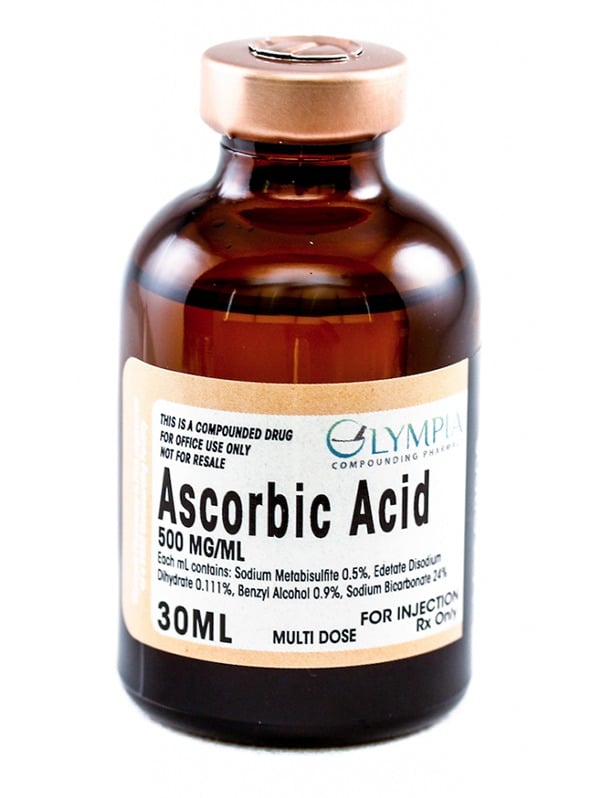 THIS IS A COMPOUNDED DRUG
FOR OFFICE USE ONLY
NOT FOR RESALE
OLYMPIA
COMPOUNDING PHARMAC
Ascorbic Acid
500 MG/ML
Each mL contains: Sodium Metabisulfite 0.5%, Edetate Disodium
Dihydrate 0.111%, Benzyl Alcohol 0.9%, Sodium Bicarbonate 24%
30ML
MULTI DOSE
FOR INJECTION
Rx Only